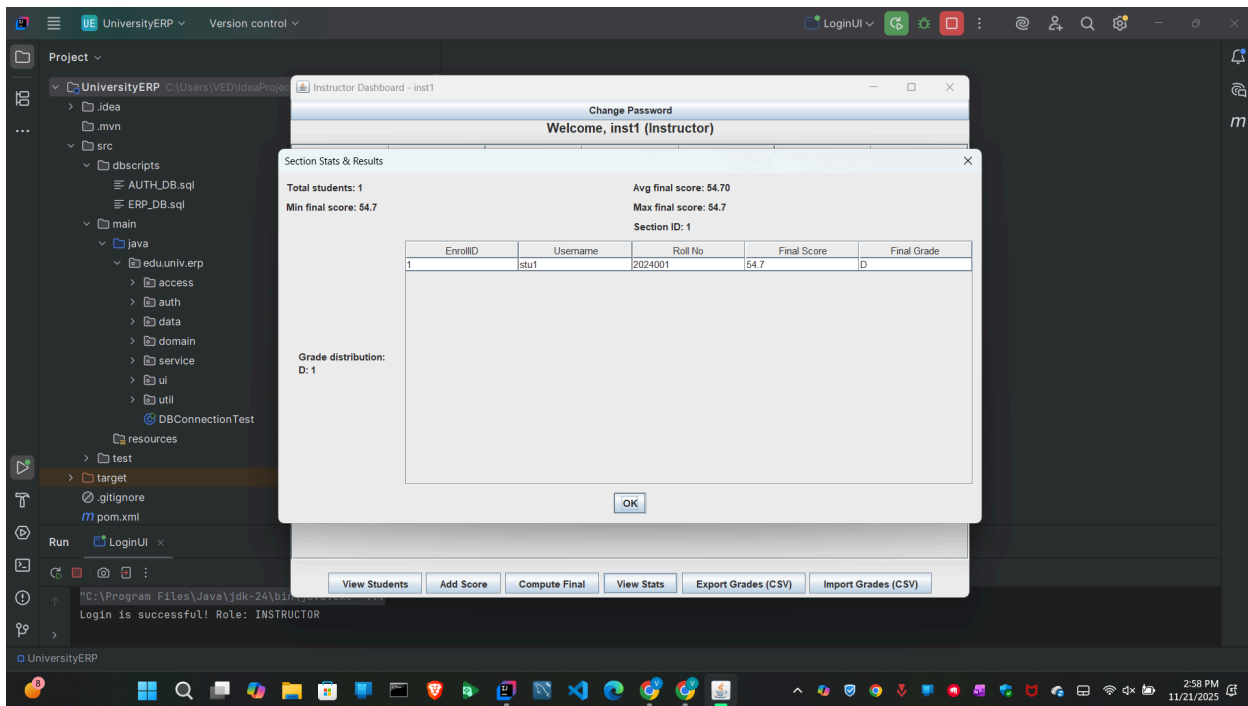 UE UniversityERP Version control LoginUI
Project
UniversityERP C:\Users\VED\IdeaProjec
.idea
.mvn
src
dbscripts
AUTH_DB.sql
ERP_DB.sql
main
java
edu.univ.erp
access
auth
data
domain
service
ui
util
DBConnectionTest
resources
test
target
.gitignore
m pom.xml
m
Instructor Dashboard - inst1
Change Password
Welcome, inst1 (Instructor)
Section Stats & Results
Total students: 1 Avg final score: 54.70
Min final score: 54.7 Max final score: 54.7
Section ID: 1
EnrollID Username Roll No Final Score Final Grade
1 stu1 2024001 54.7 D
Grade distribution:
D: 1
OK
View Students Add Score Compute Final View Stats Export Grades (CSV) Import Grades (CSV)
Run LoginUI
"C:\Program Files\Java\jdk-24\bin\java.exe" ...
Login is successful! Role: INSTRUCTOR
UniversityERP
8
2:58 PM
11/21/2025